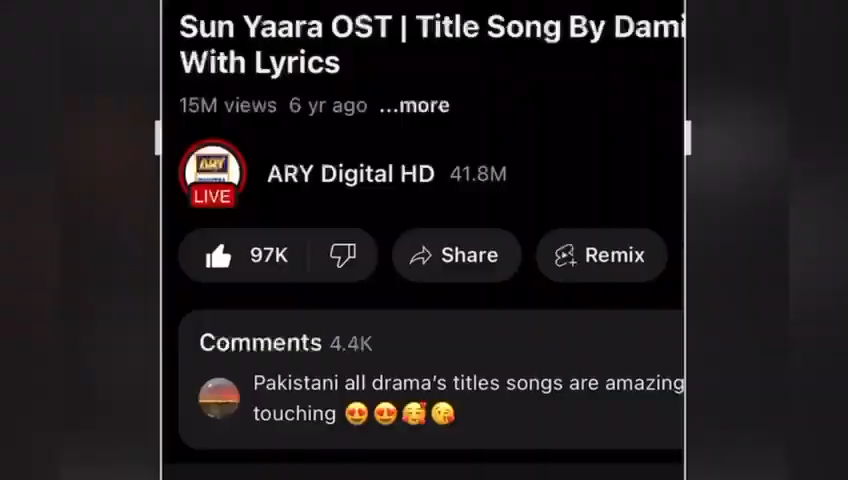 Sun Yaara OST | Title Song By Dami
With Lyrics
15M views 6 yr ago ...more
ARY
LIVE
ARY Digital HD 41.8M
97K Share Remix
Comments 4.4K
Pakistani all drama's titles songs are amazing
touching 😍😍🥰😘